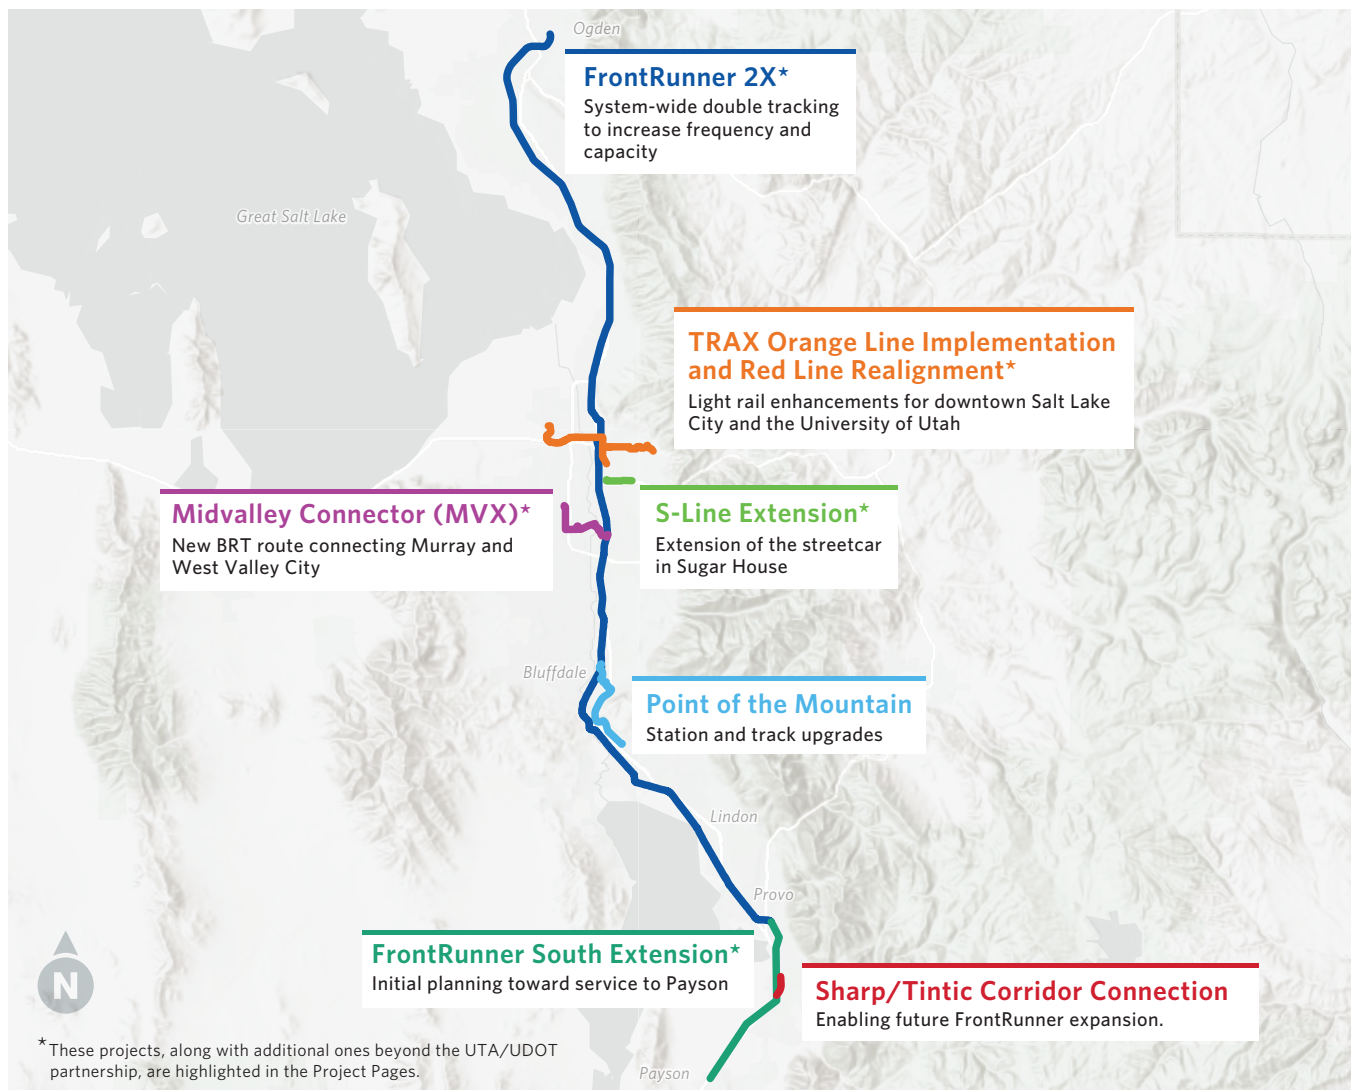 Ogden
FrontRunner 2X*
System-wide double tracking
to increase frequency and
capacity
Great Salt Lake
TRAX Orange Line Implementation
and Red Line Realignment*
Light rail enhancements for downtown Salt Lake
City and the University of Utah
Midvalley Connector (MVX)*
New BRT route connecting Murray and
West Valley City
S-Line Extension*
Extension of the streetcar
in Sugar House
Bluffdale
Point of the Mountain
Station and track upgrades
Lindon
Provo
FrontRunner South Extension*
Initial planning toward service to Payson
Sharp/Tintic Corridor Connection
Enabling future FrontRunner expansion.
N
*These projects, along with additional ones beyond the UTA/UDOT
partnership, are highlighted in the Project Pages.
Payson